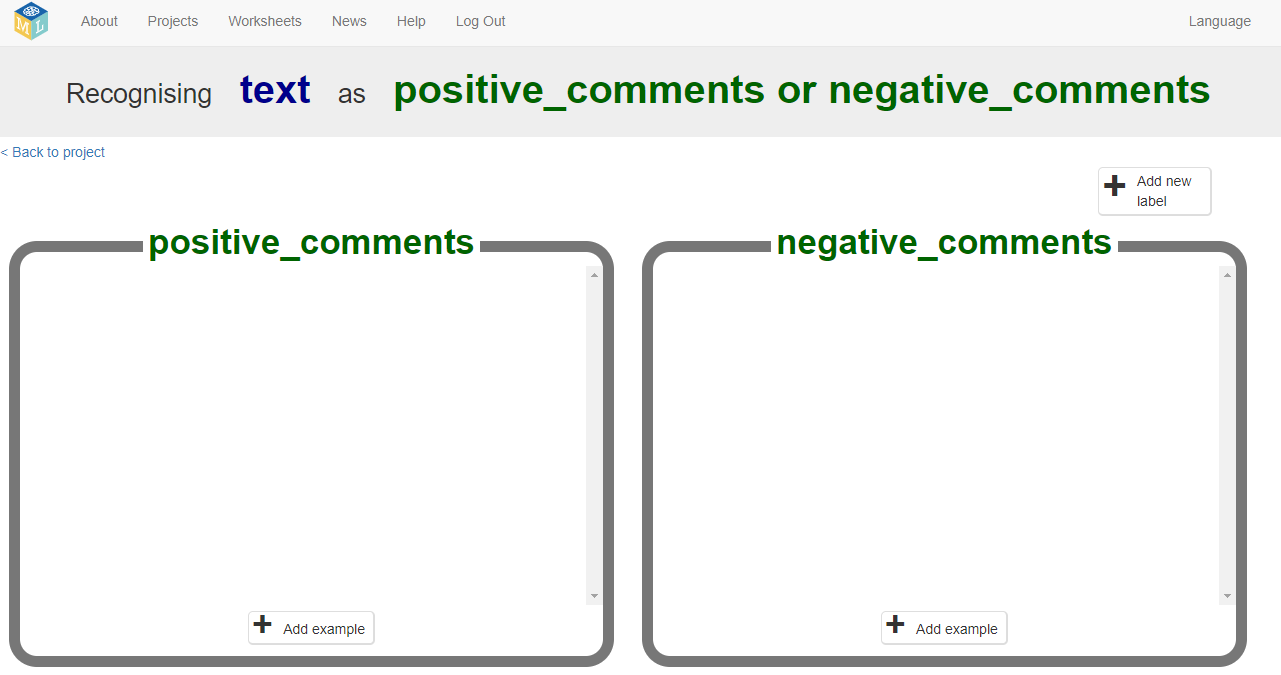 ML
About Projects Worksheets News Help Log Out Language
Recognising text as positive_comments or negative_comments
< Back to project
Add new
label
positive_comments negative_comments
Add example Add example